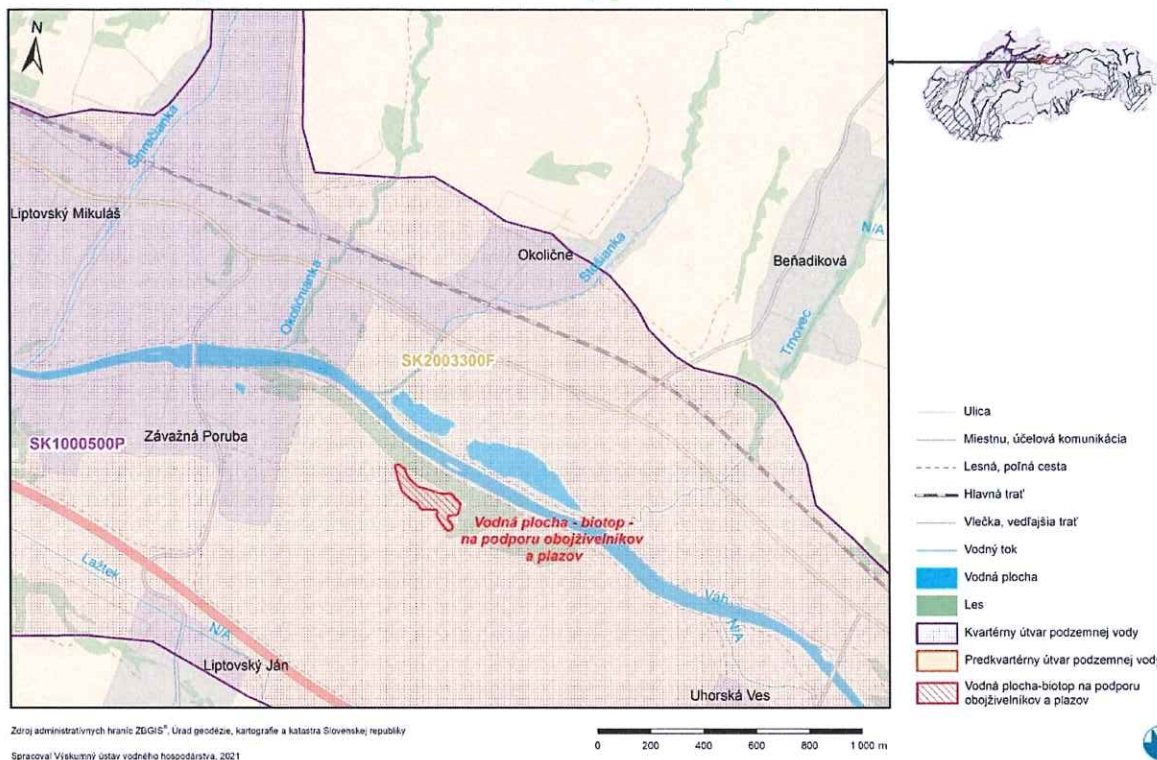 N
Smrečianka
Liptovský Mikuláš
Okoličnianka
Okoličné
Stošianka
Beňadiková
N/A
Trnovec
SK2003300F
SK1000500P
Závažná Poruba
Vodná plocha - biotop -
na podporu obojživelníkov
a plazov
Lažtek
N/A
Liptovský Ján
Váh
N/A
Uhorská Ves
Ulica
Miestnu, účelová komunikácia
Lesná, poľná cesta
Hlavná trať
Vlečka, vedľajšia trať
Vodný tok
Vodná plocha
Les
Kvartérny útvar podzemnej vody
Predkvartérny útvar podzemnej vody
Vodná plocha-biotop na podporu
obojživelníkov a plazov
Zdroj administratívnych hraníc ZBGIS®, Úrad geodézie, kartografie a katastra Slovenskej republiky
Spracoval Výskumný ústav vodného hospodárstva, 2021
0 200 400 600 800 1 000 m